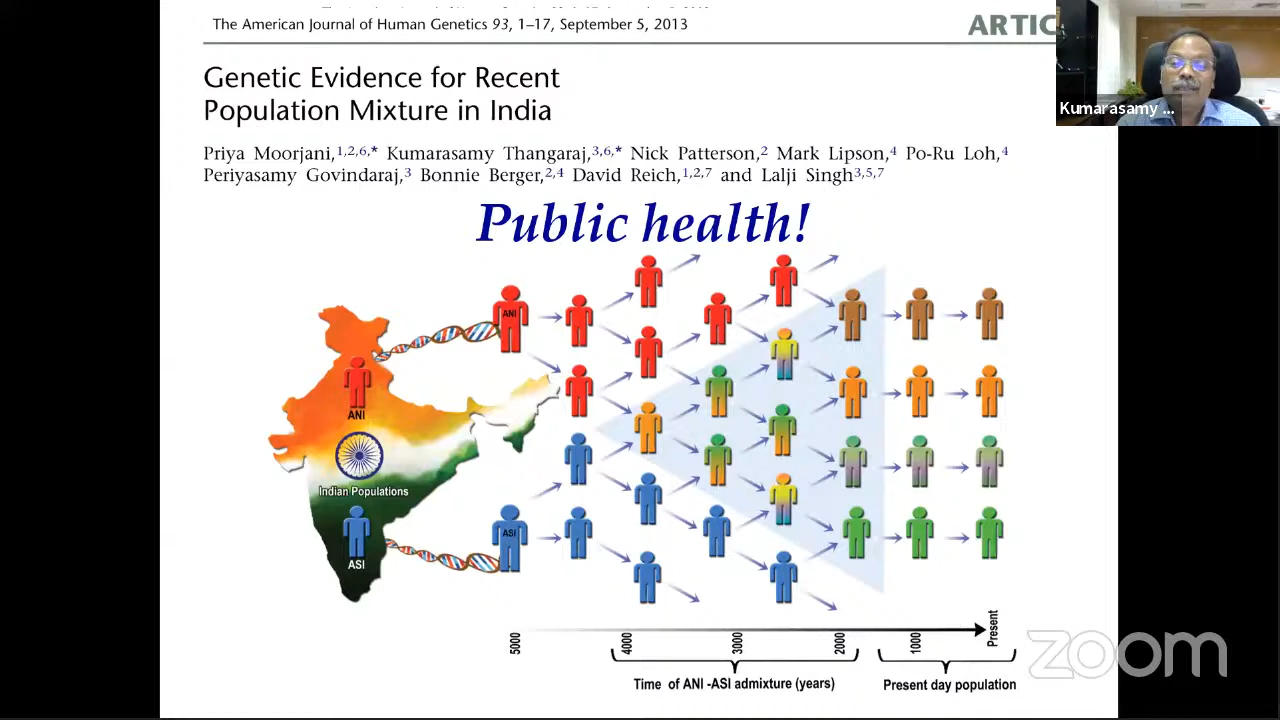 The American Journal of Human Genetics 93, 1–17, September 5, 2013
ARTIC
Genetic Evidence for Recent
Population Mixture in India
Priya Moorjani,1,2,6,* Kumarasamy Thangaraj,3,6,* Nick Patterson,2 Mark Lipson,4 Po-Ru Loh,4
Periyasamy Govindaraj,3 Bonnie Berger,2,4 David Reich,1,2,7 and Lalji Singh3,5,7
Kumarasamy ...
Public health!
ANI
ANI
Indian Populations
ASI
ASI
5000
4000
3000
2000
1000
Present
Time of ANI -ASI admixture (years)
Present day population
zoom